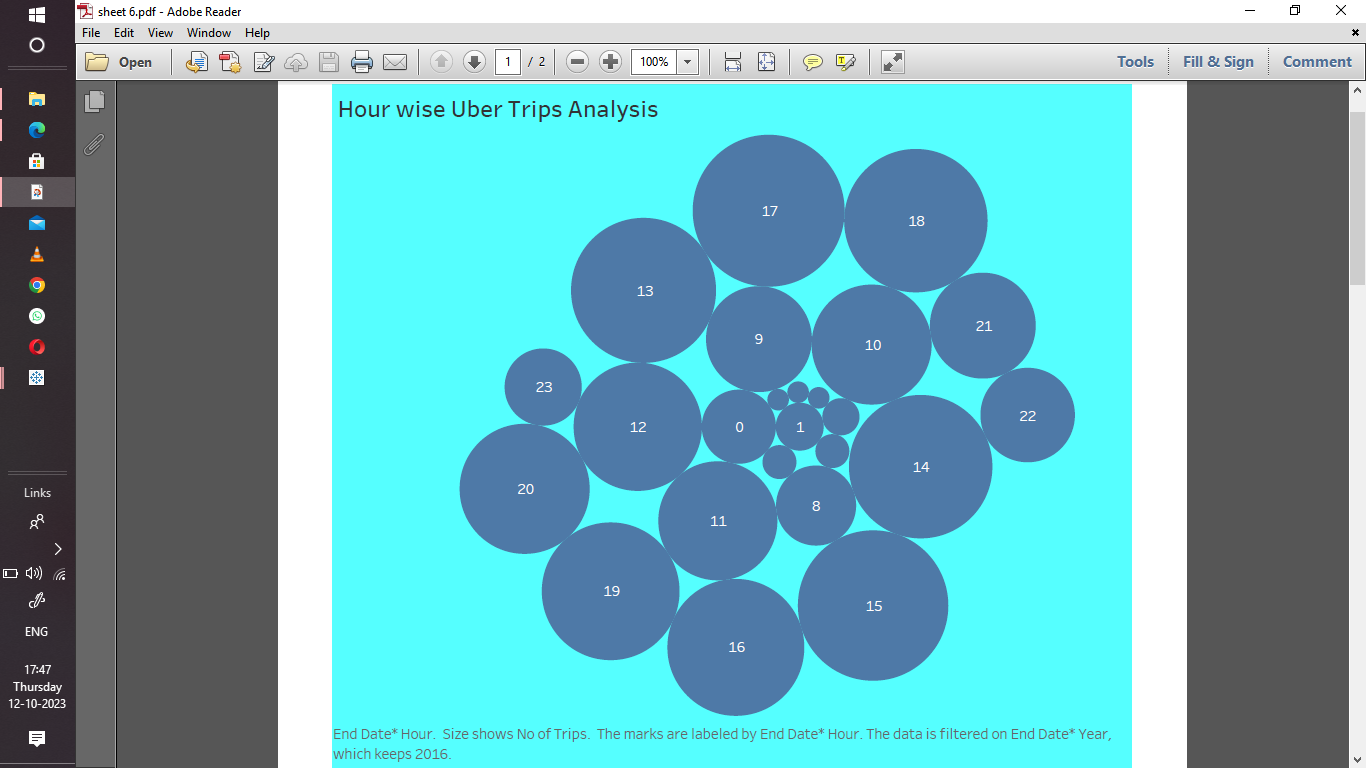 sheet 6.pdf - Adobe Reader
File Edit View Window Help
Open 1 / 2 100% Tools Fill & Sign Comment
Hour wise Uber Trips Analysis
17
18
13
21
9
10
23
22
12
0
1
14
20
8
11
19
15
16
End Date* Hour. Size shows No of Trips. The marks are labeled by End Date* Hour. The data is filtered on End Date* Year,
which keeps 2016.
Links
ENG
17:47
Thursday
12-10-2023